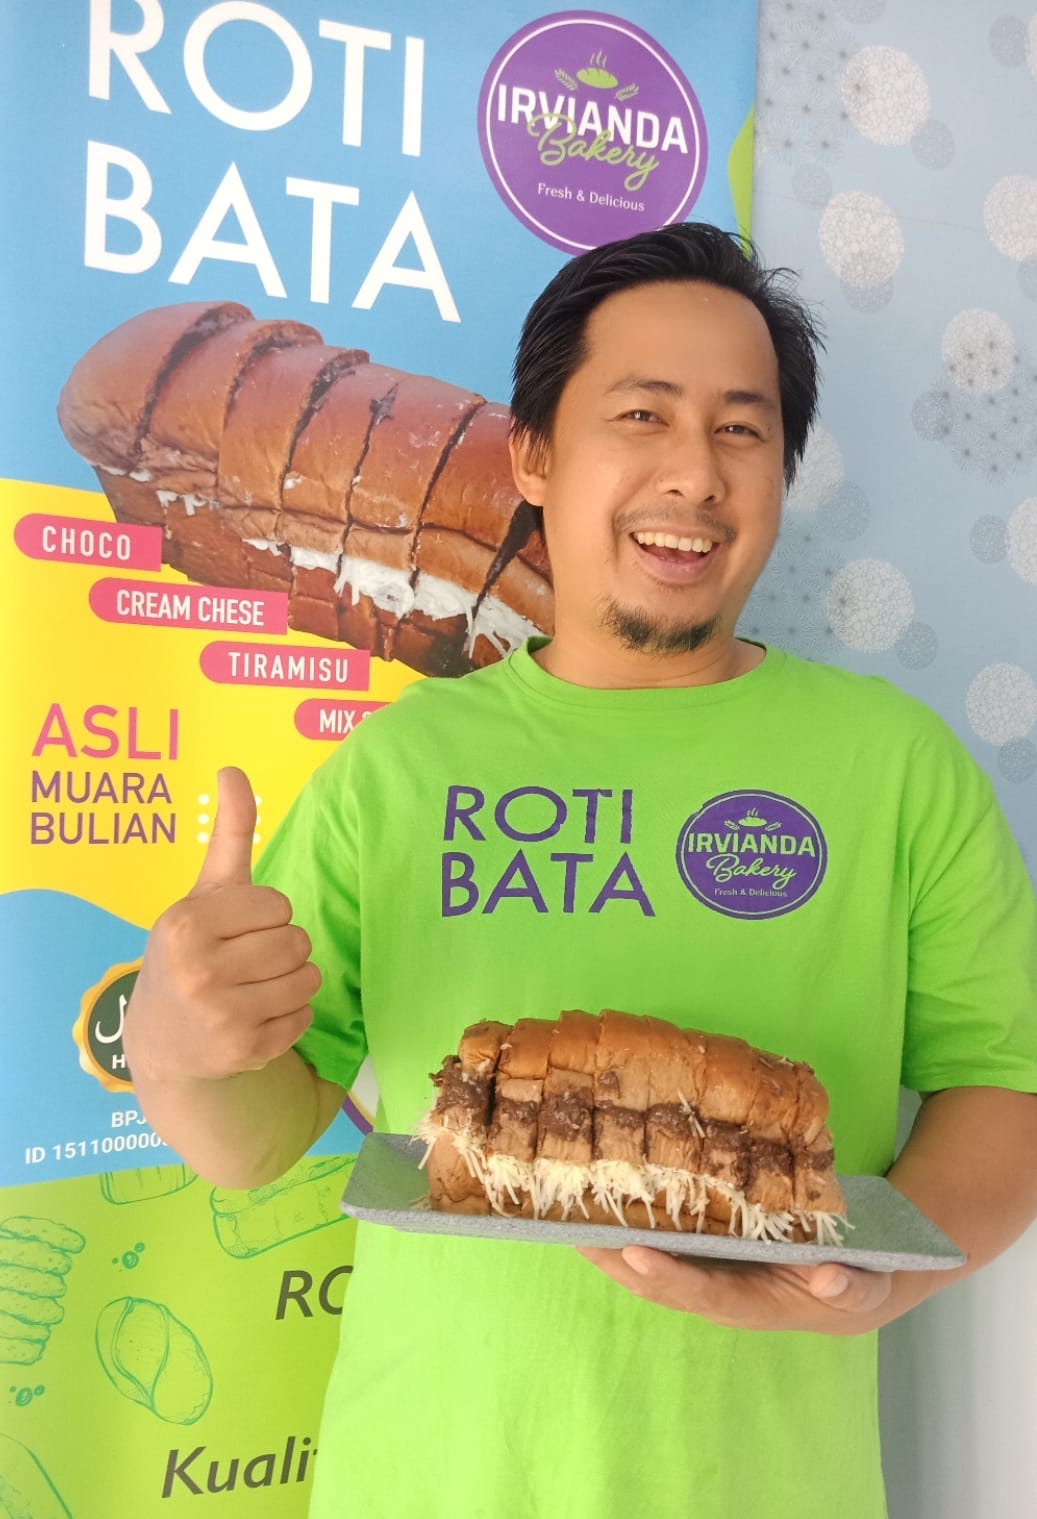 ROTI
BATA
IRVIANDA
Bakery
Fresh & Delicious
CHOCO
CREAM CHESE
TIRAMISU
MIX
ASLI
MUARA
BULIAN
ROTI
BATA
IRVIANDA
Bakery
Fresh & Delicious